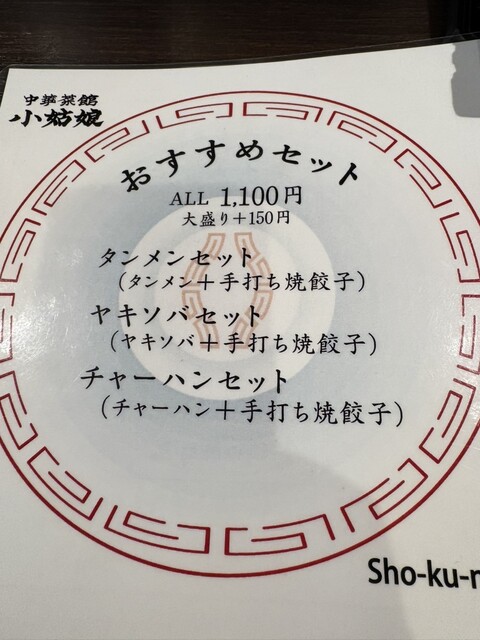 中華菜館
小姑娘
おすすめセット
ALL 1,100円
大盛り+150円
タンメンセット
(タンメン+手打ち焼餃子)
ヤキソバセット
(ヤキソバ+手打ち焼餃子)
チャーハンセット
(チャーハン+手打ち焼餃子)
Sho-ku-n